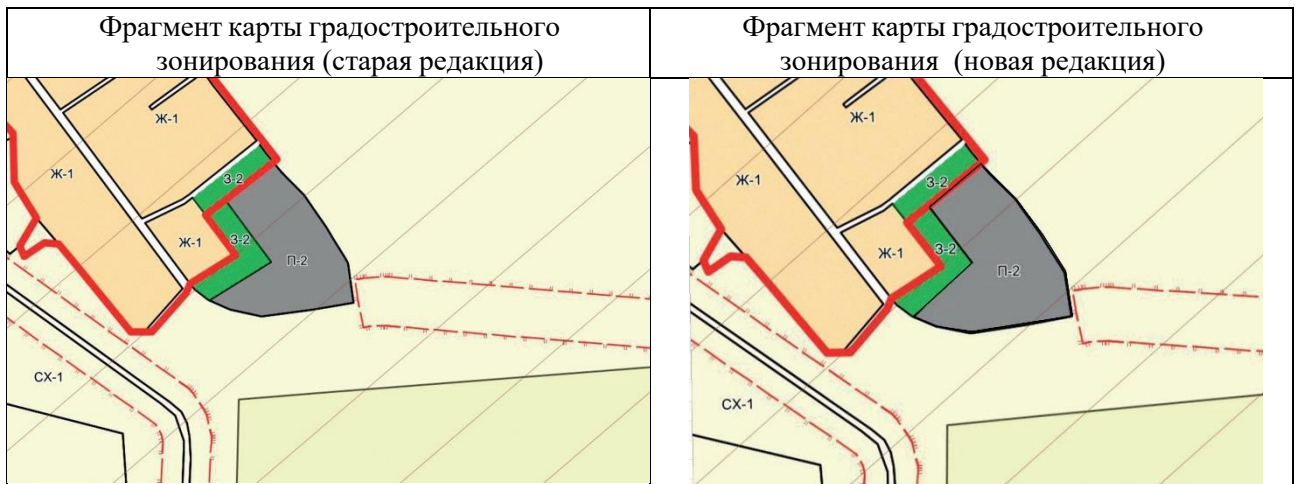 Фрагмент карты градостроительного
зонирования (старая редакция)
Фрагмент карты градостроительного
зонирования (новая редакция)
Ж-1
Ж-1
З-2
Ж-1
З-2
П-2
СХ-1
Ж-1
Ж-1
З-2
Ж-1
З-2
П-2
СХ-1